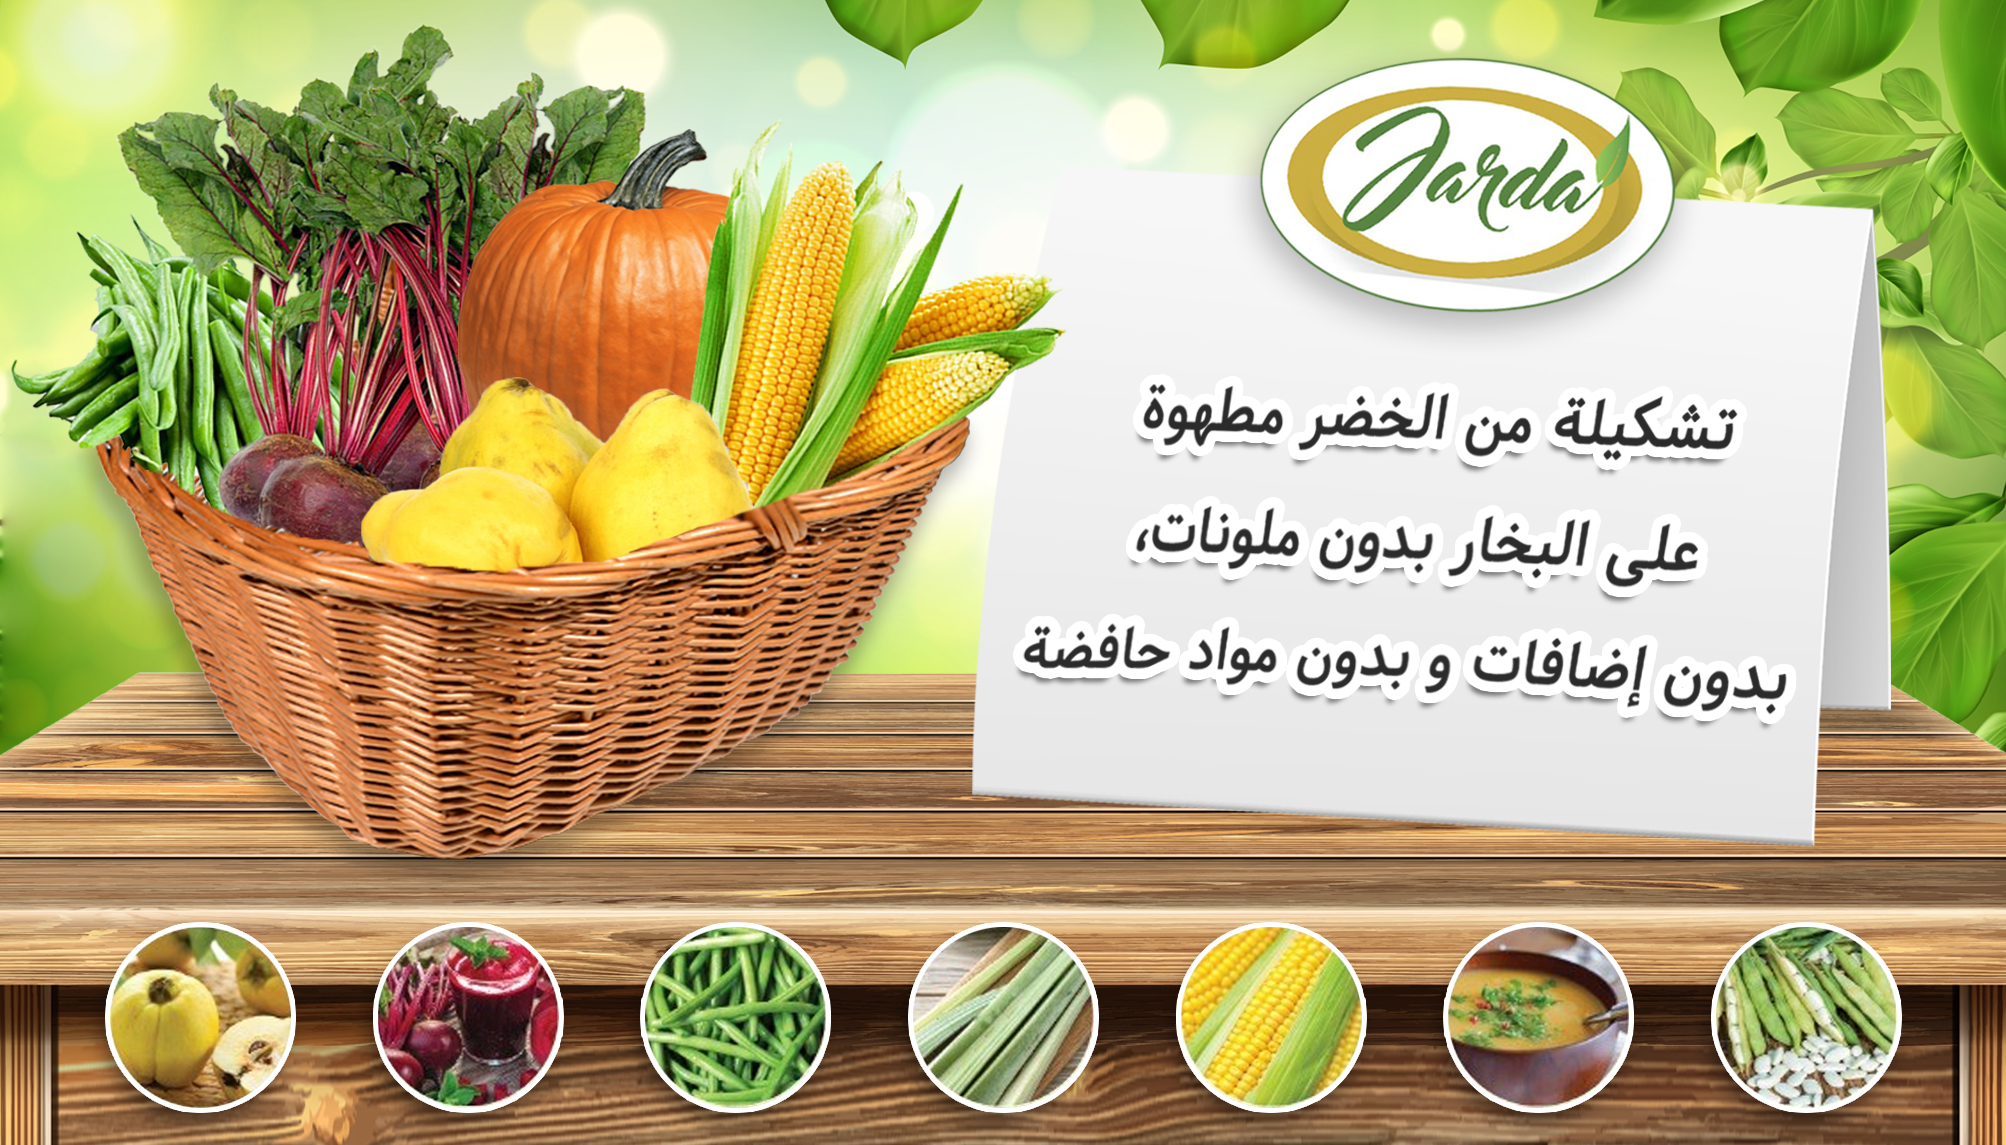 Jarda
تشكيلة من الخضر مطهوة
على البخار بدون ملونات،
بدون إضافات و بدون مواد حافضة